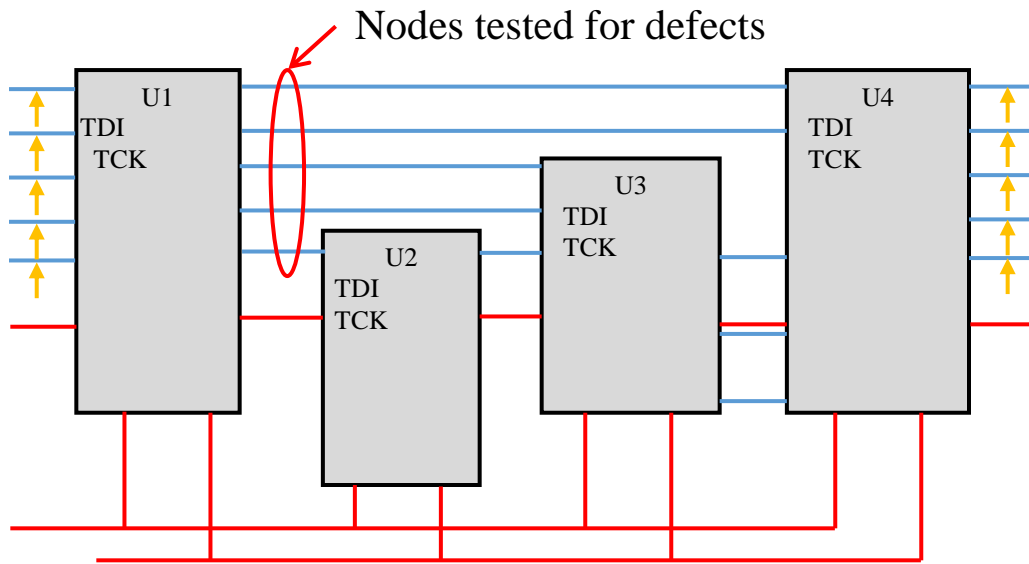 Nodes tested for defects
U1
TDI
TCK
U2
TDI
TCK
U3
TDI
TCK
U4
TDI
TCK